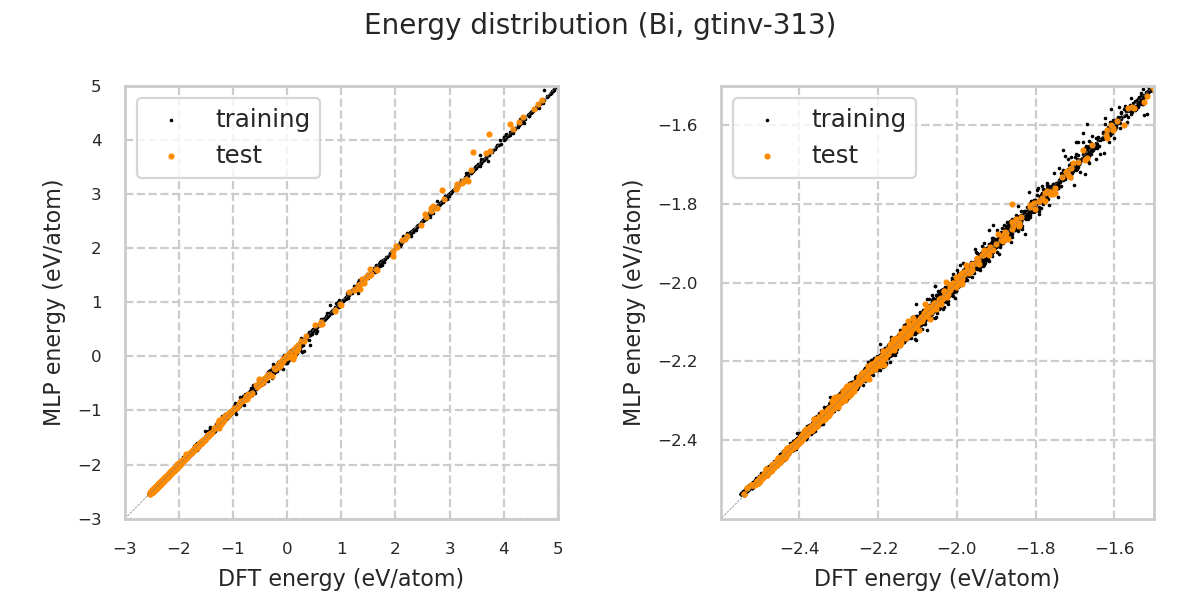 Energy distribution (Bi, gtinv-313)
MLP energy (eV/atom)
5
4
3
2
1
0
−1
−2
−3
training
test
−3 −2 −1 0 1 2 3 4 5
DFT energy (eV/atom)
MLP energy (eV/atom)
−1.6
−1.8
−2.0
−2.2
−2.4
training
test
−2.4 −2.2 −2.0 −1.8 −1.6
DFT energy (eV/atom)